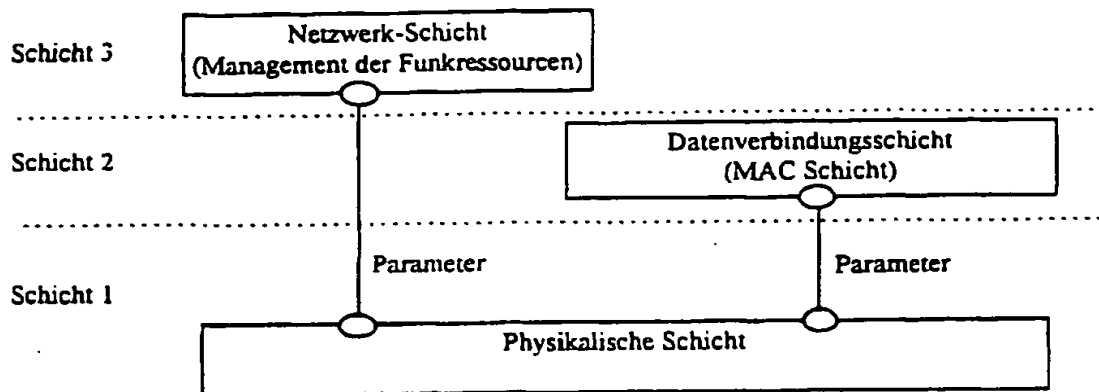 Schicht 3
Netzwerk-Schicht
(Management der Funkressourcen)
Schicht 2
Datenverbindungsschicht
(MAC Schicht)
Parameter
Parameter
Schicht 1
Physikalische Schicht